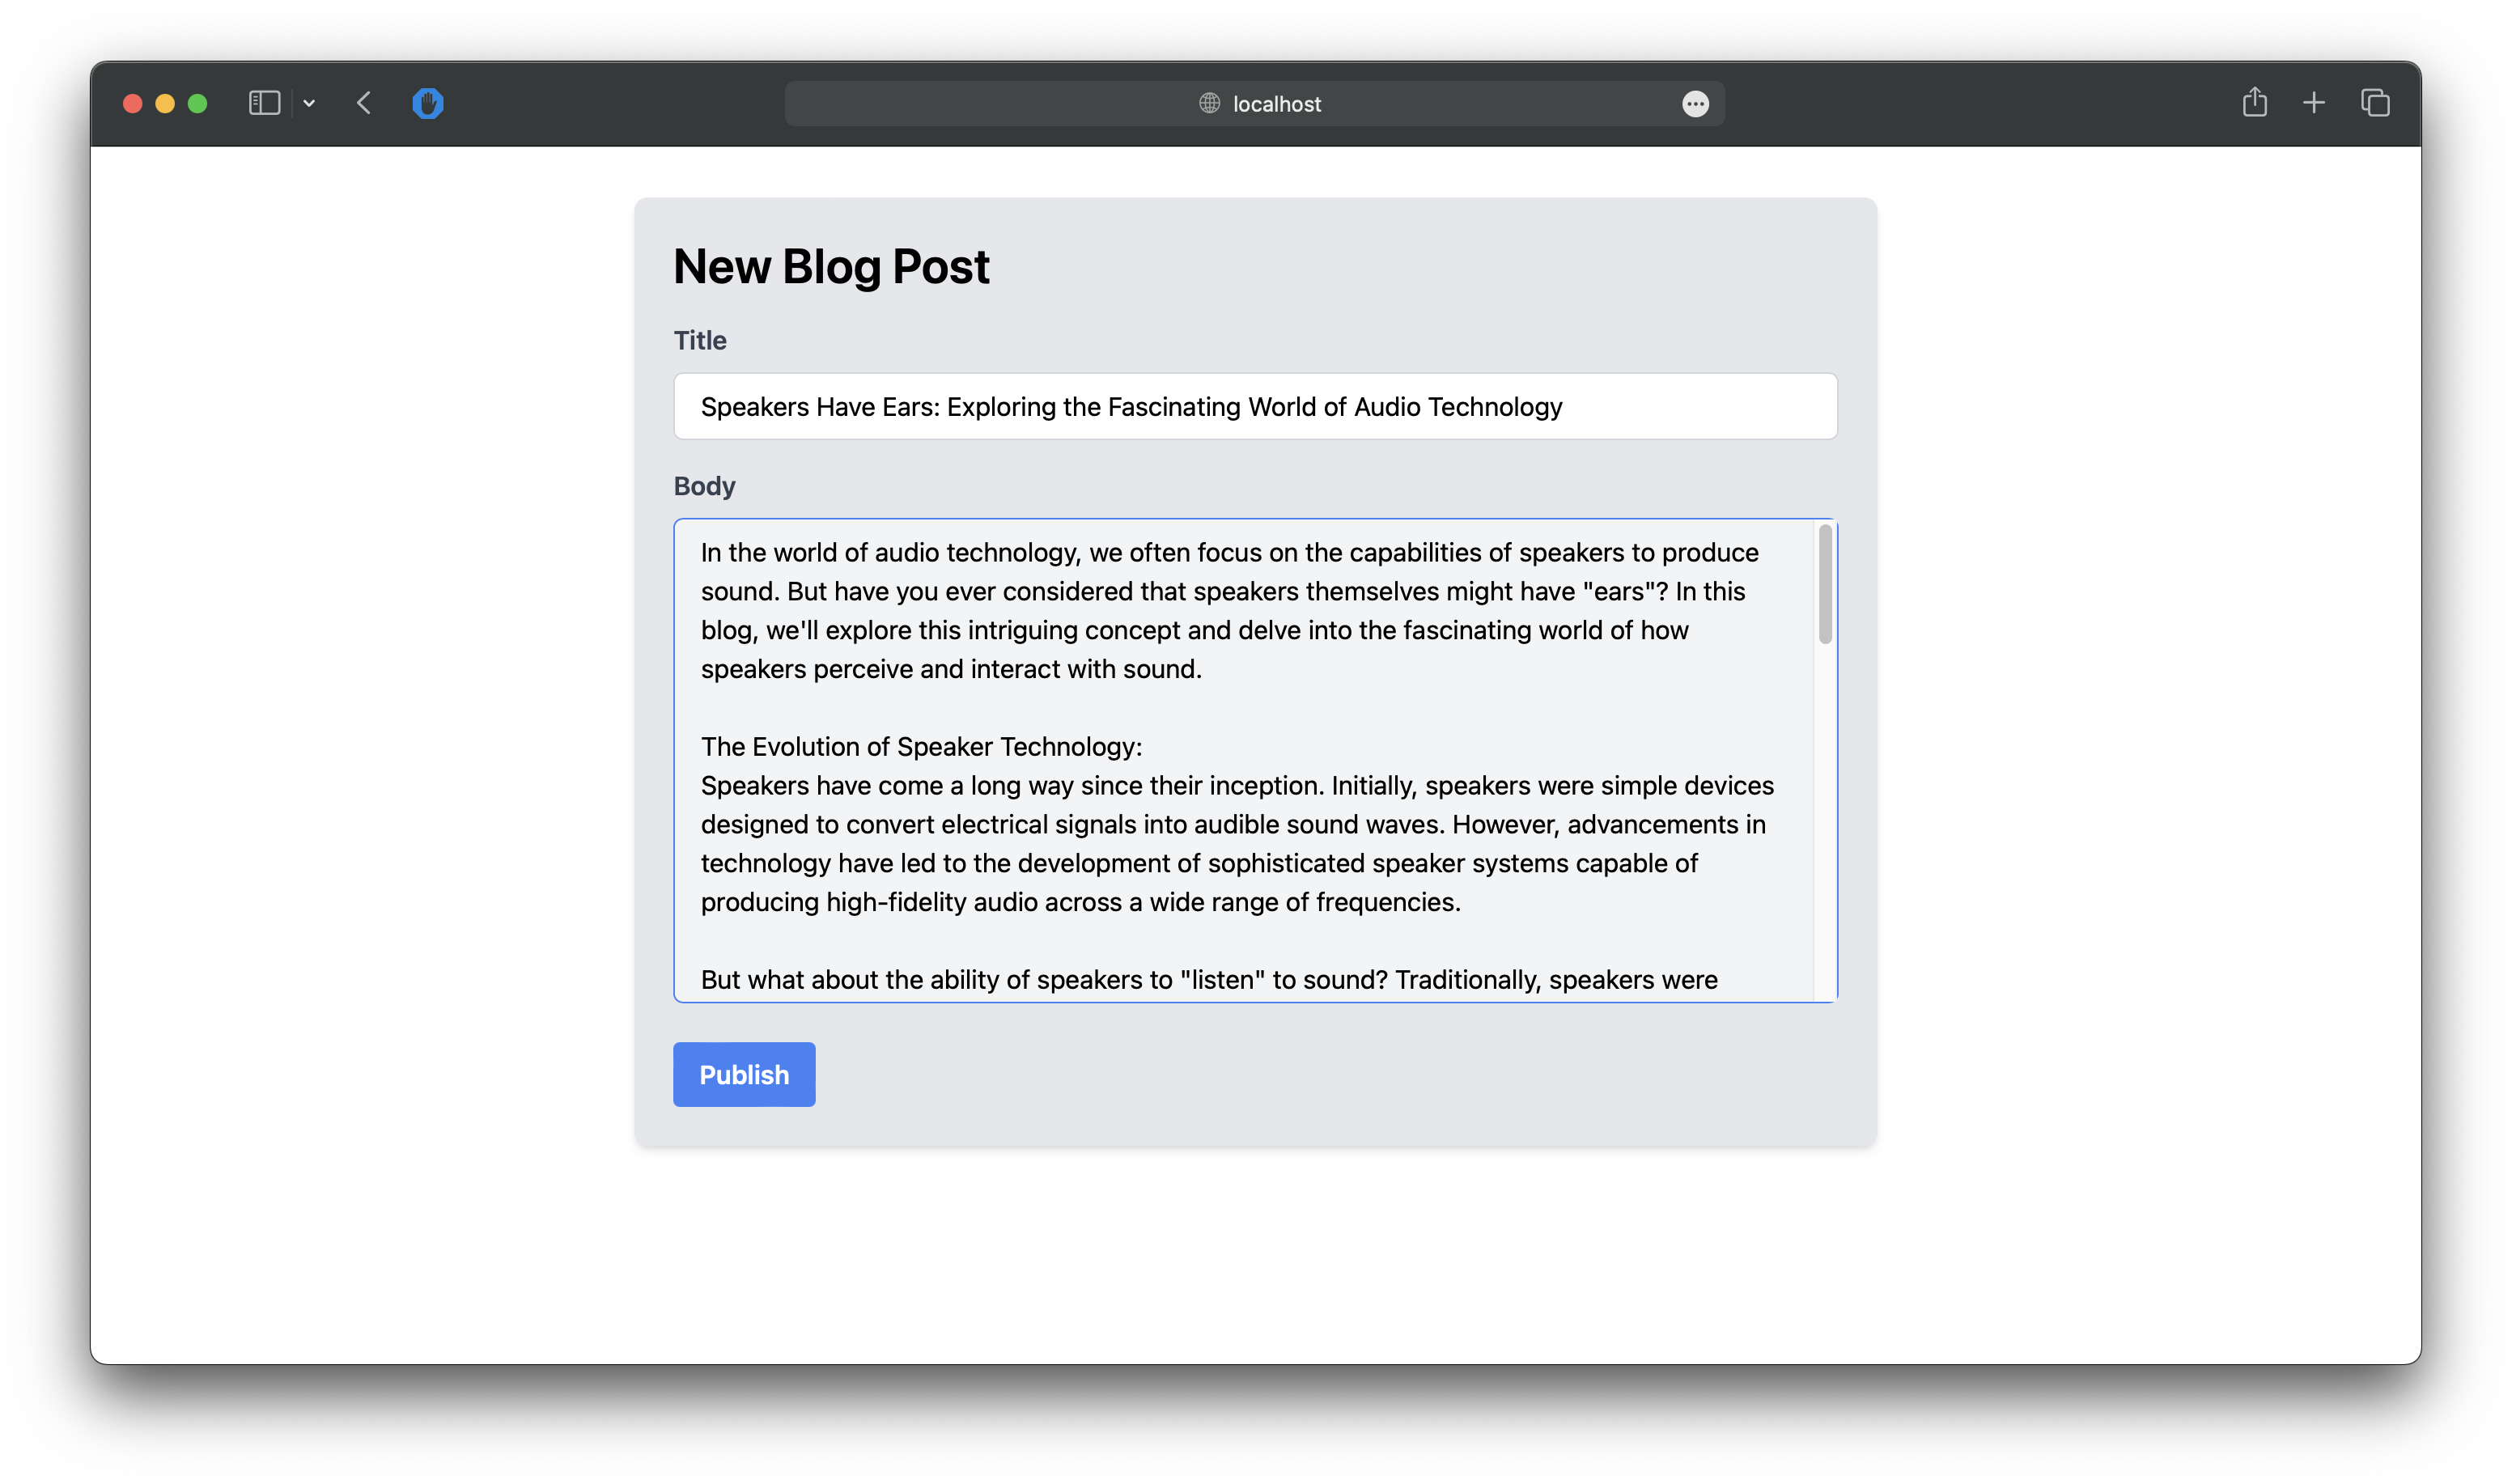 localhost
New Blog Post
Title
Speakers Have Ears: Exploring the Fascinating World of Audio Technology
Body
In the world of audio technology, we often focus on the capabilities of speakers to produce
sound. But have you ever considered that speakers themselves might have "ears"? In this
blog, we'll explore this intriguing concept and delve into the fascinating world of how
speakers perceive and interact with sound.
The Evolution of Speaker Technology:
Speakers have come a long way since their inception. Initially, speakers were simple devices
designed to convert electrical signals into audible sound waves. However, advancements in
technology have led to the development of sophisticated speaker systems capable of
producing high-fidelity audio across a wide range of frequencies.
But what about the ability of speakers to "listen" to sound? Traditionally, speakers were
Publish